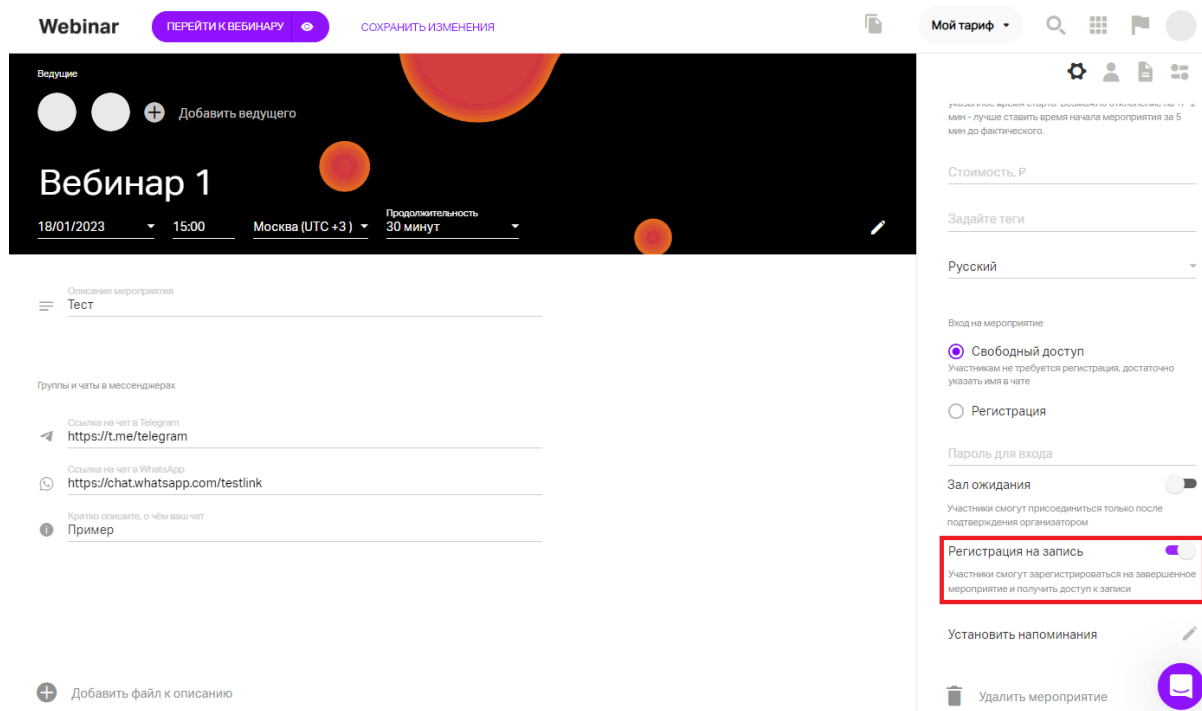 Webinar
ПЕРЕЙТИ К ВЕБИНАРУ
СОХРАНИТЬ ИЗМЕНЕНИЯ
Мой тариф
Ведущие
Добавить ведущего
Вебинар 1
Продолжительность
18/01/2023 15:00 Москва (UTC +3 ) 30 минут
Описание мероприятия
Тест
Группы и чаты в мессенджерах
Ссылка на чат в Telegram
https://t.me/telegram
Ссылка на чат в WhatsApp
https://chat.whatsapp.com/testlink
Кратко опишите, о чём ваш чат
Пример
Добавить файл к описанию
мин - лучше ставить время начала мероприятия за 5
мин до фактического.
Стоимость, ₽
Задайте теги
Русский
Вход на мероприятие
Свободный доступ
Участникам не требуется регистрация, достаточно
указать имя в чате
Регистрация
Пароль для входа
Зал ожидания
Участники смогут присоединиться только после
подтверждения организатором
Регистрация на запись
Участники смогут зарегистрироваться на завершенное
мероприятие и получить доступ к записи
Установить напоминания
Удалить мероприятие